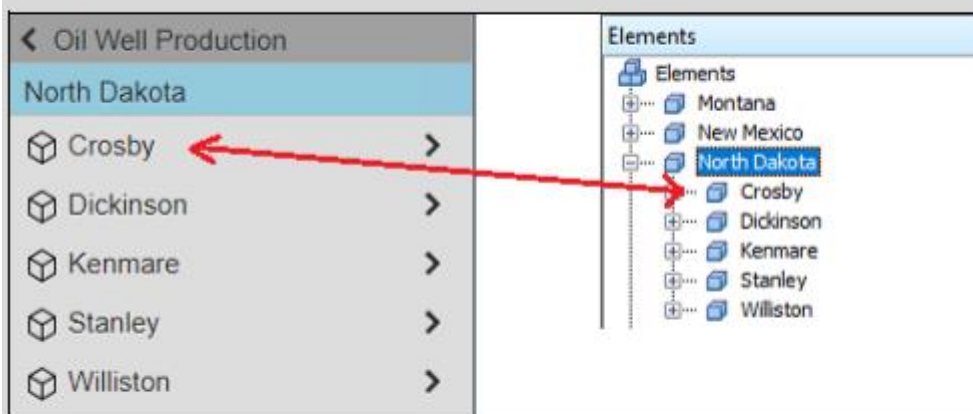 Oil Well Production
North Dakota
Crosby
Dickinson
Kenmare
Stanley
Williston
Elements
Elements
Montana
New Mexico
North Dakota
Crosby
Dickinson
Kenmare
Stanley
Williston